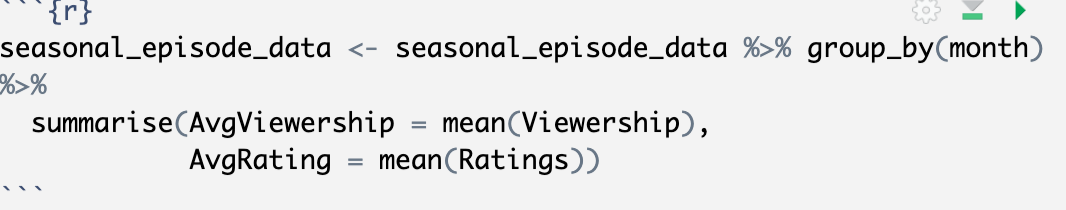 ```{r}
seasonal_episode_data <- seasonal_episode_data %>% group_by(month)
%>%
  summarise(AvgViewership = mean(Viewership),
            AvgRating = mean(Ratings))
```